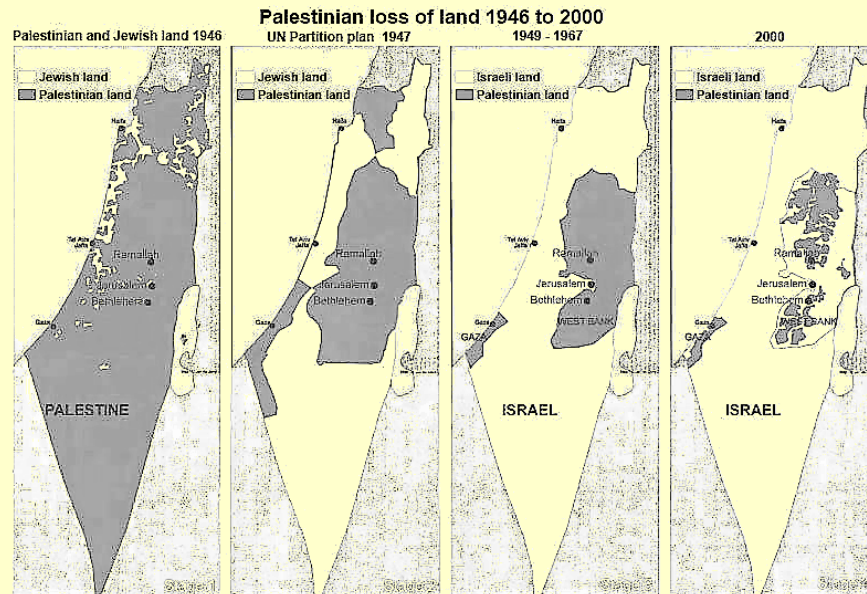 Palestinian loss of land 1946 to 2000
Palestinian and Jewish land 1946
UN Partition plan 1947
1949 - 1967
2000
Jewish land
Palestinian land
Haifa
Tel Aviv
Jaffa
Ramallah
Jerusalem
Bethlehem
Gaza
PALESTINE
Stage 1
Jewish land
Palestinian land
Haifa
Tel Aviv
Jaffa
Ramallah
Jerusalem
Bethlehem
Gaza
Israeli land
Palestinian land
Haifa
Tel Aviv
Jaffa
Ramallah
Jerusalem
Bethlehem
Gaza
GAZA
WEST BANK
ISRAEL
Israeli land
Palestinian land
Haifa
Tel Aviv
Jaffa
Ramallah
Jerusalem
Bethlehem
Gaza
GAZA
WEST BANK
ISRAEL